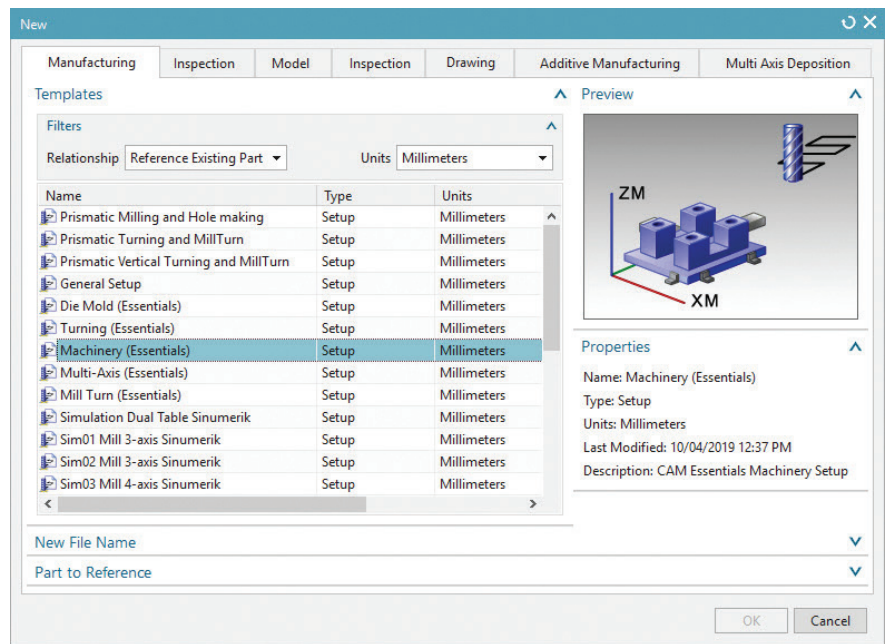 New
Manufacturing Inspection Model Inspection Drawing Additive Manufacturing Multi Axis Deposition
Templates
Filters
Relationship Reference Existing Part Units Millimeters
Name Type Units
Prismatic Milling and Hole making Setup Millimeters
Prismatic Turning and MillTurn Setup Millimeters
Prismatic Vertical Turning and MillTurn Setup Millimeters
General Setup Setup Millimeters
Die Mold (Essentials) Setup Millimeters
Turning (Essentials) Setup Millimeters
Machinery (Essentials) Setup Millimeters
Multi-Axis (Essentials) Setup Millimeters
Mill Turn (Essentials) Setup Millimeters
Simulation Dual Table Sinumerik Setup Millimeters
Sim01 Mill 3-axis Sinumerik Setup Millimeters
Sim02 Mill 3-axis Sinumerik Setup Millimeters
Sim03 Mill 4-axis Sinumerik Setup Millimeters
Preview
ZM
XM
Properties
Name: Machinery (Essentials)
Type: Setup
Units: Millimeters
Last Modified: 10/04/2019 12:37 PM
Description: CAM Essentials Machinery Setup
New File Name
Part to Reference
OK Cancel